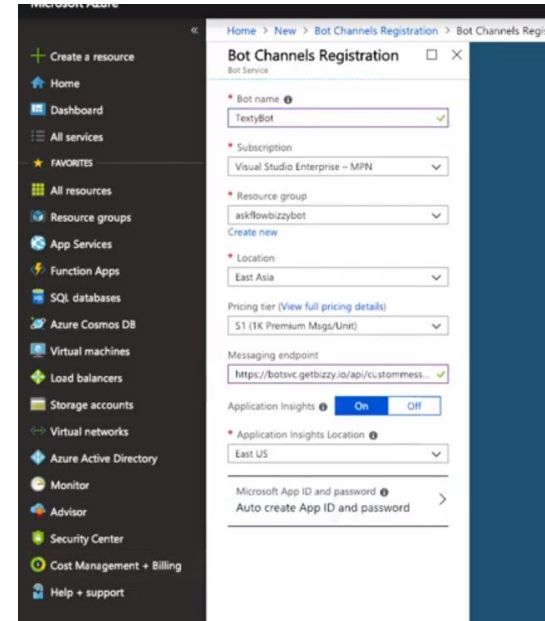 Microsoft Azure
Home > New > Bot Channels Registration > Bot Channels Regis
«
Create a resource
Home
Dashboard
All services
FAVORITES
All resources
Resource groups
App Services
Function Apps
SQL databases
Azure Cosmos DB
Virtual machines
Load balancers
Storage accounts
Virtual networks
Azure Active Directory
Monitor
Advisor
Security Center
Cost Management + Billing
Help + support
Bot Channels Registration
Bot Service
* Bot name
TextyBot
* Subscription
Visual Studio Enterprise – MPN
* Resource group
askflowbizzybot
Create new
* Location
East Asia
Pricing tier (View full pricing details)
S1 (1K Premium Msgs/Unit)
Messaging endpoint
https://botsvc.getbizzy.io/api/custommess...
Application Insights On Off
* Application Insights Location
East US
Microsoft App ID and password
Auto create App ID and password